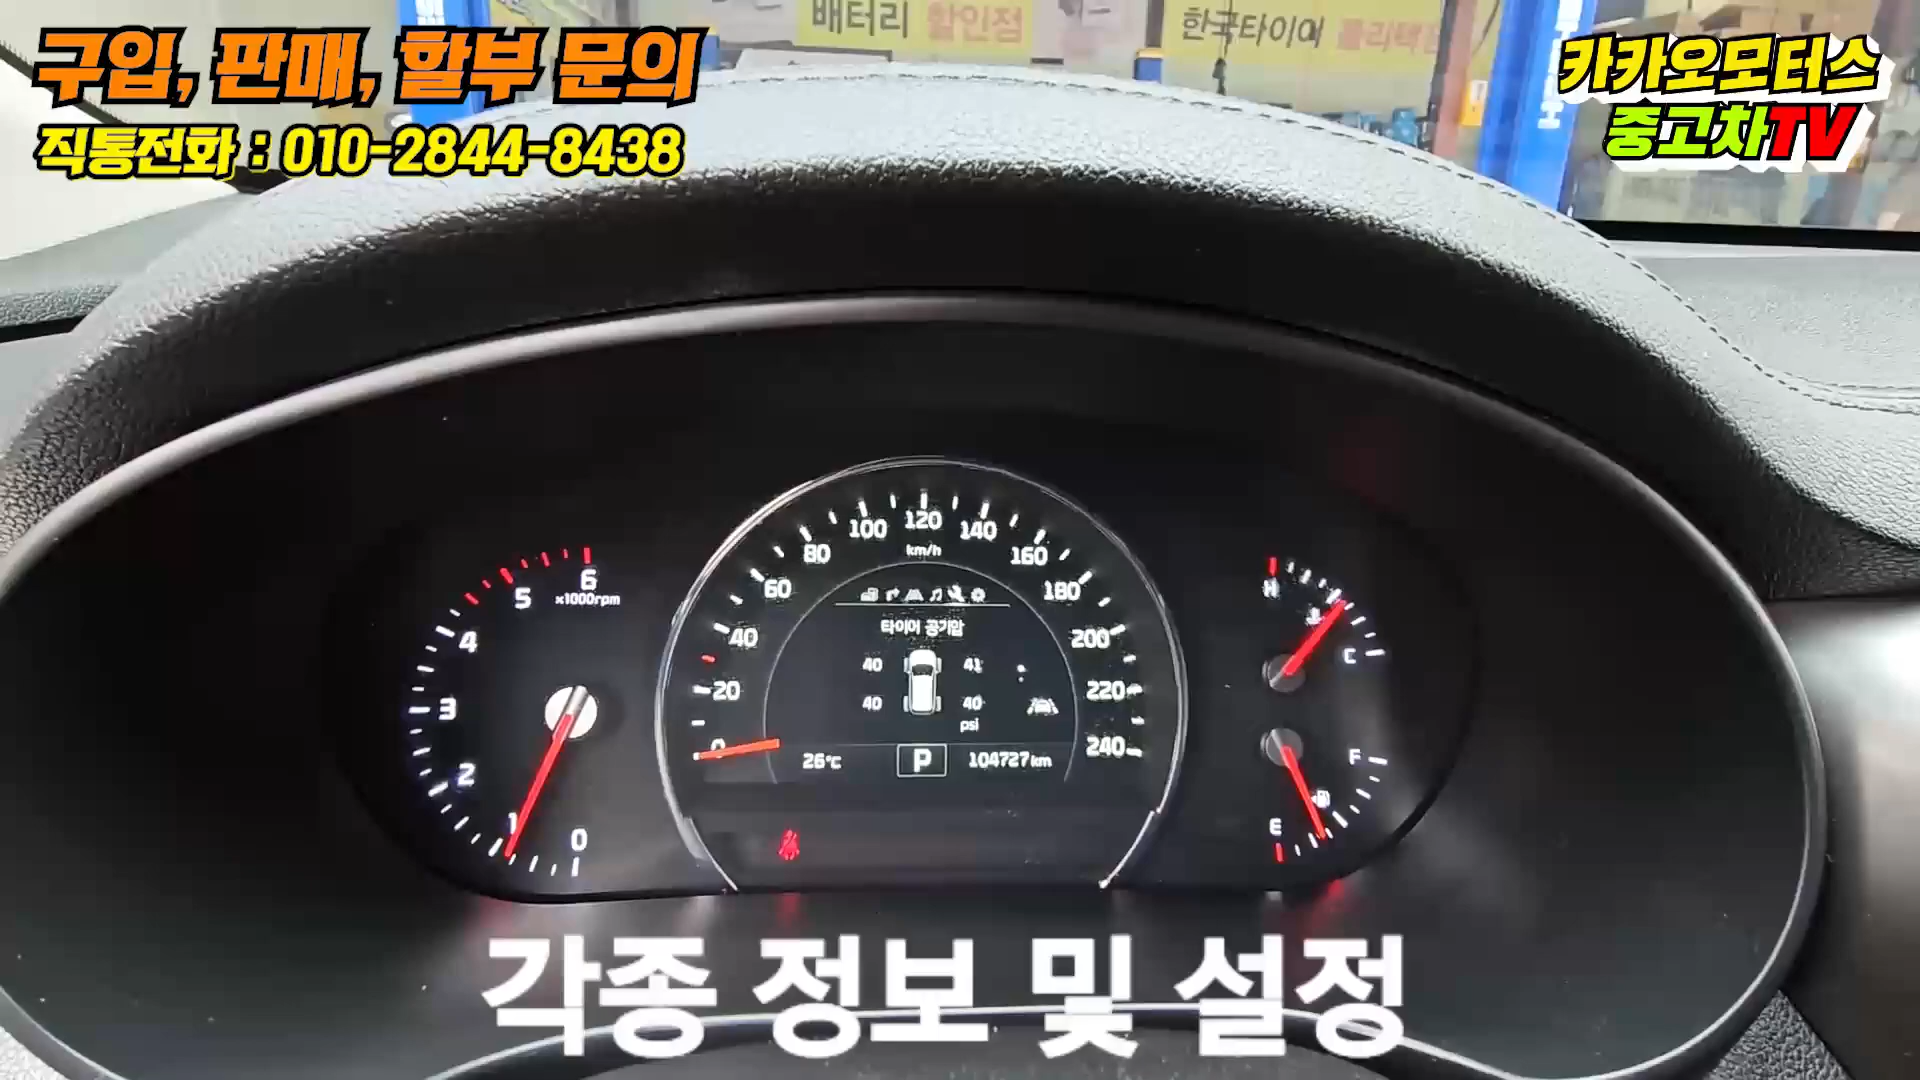 구입, 판매, 할부 문의
직통전화 : 010-2844-8438
카카오모터스
중고차TV
배터리 할인점
한국타이어
6
5
x1000rpm
4
3
2
1
0
120
100
140
80
km/h
160
60
180
40
200
20
220
0
240
타이어 공기압
40 41
40 40
psi
26°C P 104727km
H
C
F
E
각종 정보 및 설정